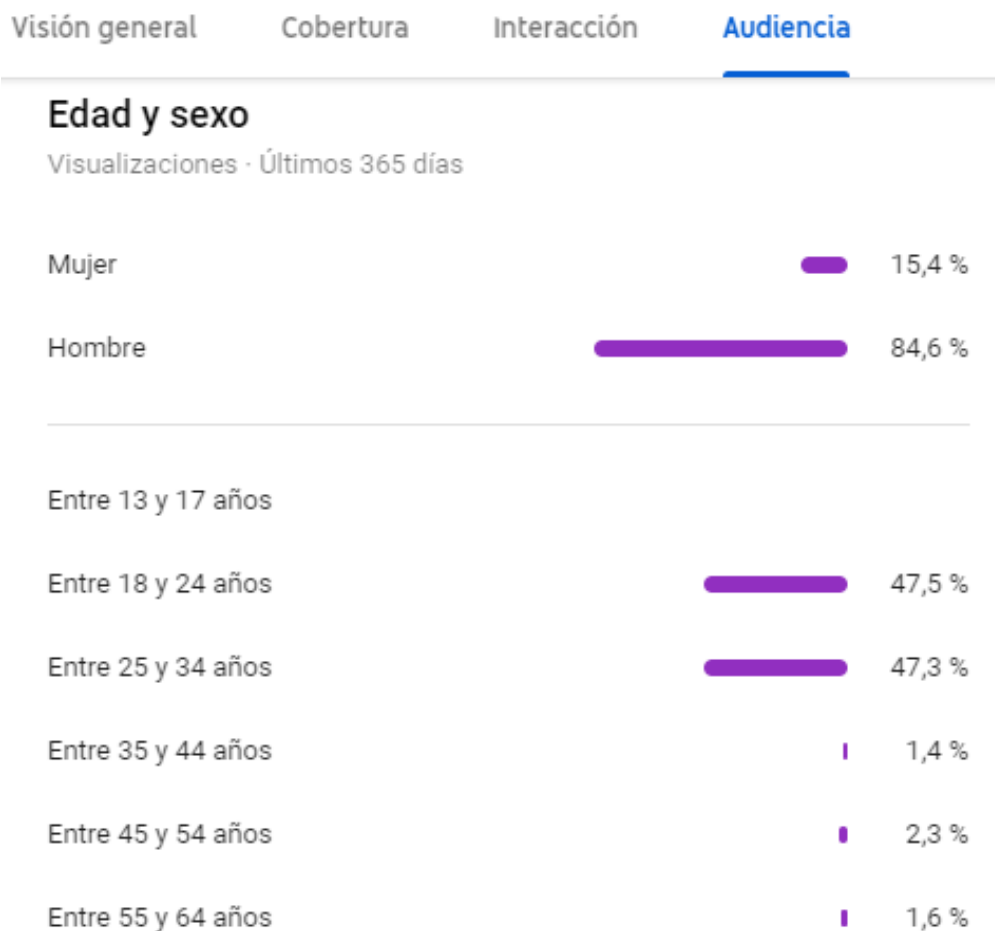 Visión general Cobertura Interacción Audiencia
Edad y sexo
Visualizaciones · Últimos 365 días
Mujer 15,4 %
Hombre 84,6 %
Entre 13 y 17 años
Entre 18 y 24 años 47,5 %
Entre 25 y 34 años 47,3 %
Entre 35 y 44 años 1,4 %
Entre 45 y 54 años 2,3 %
Entre 55 y 64 años 1,6 %